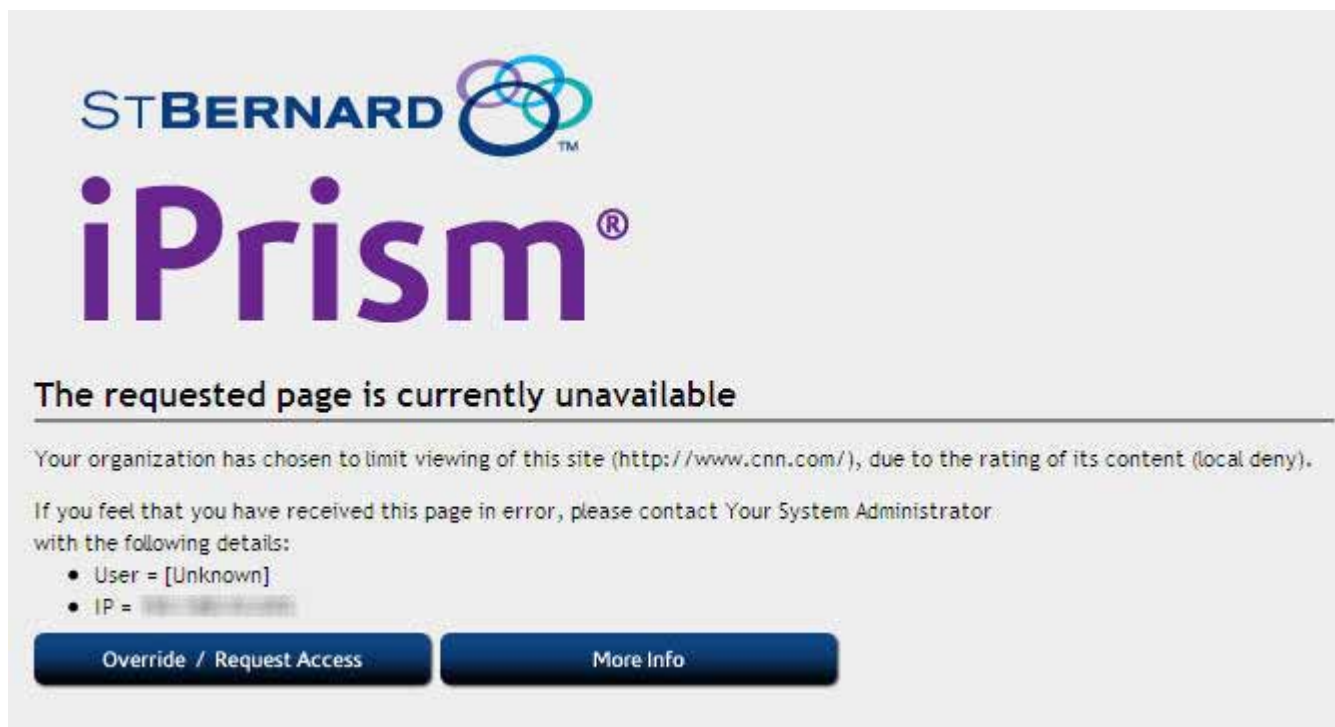 STBERNARD TM
iPrism®
The requested page is currently unavailable
Your organization has chosen to limit viewing of this site (http://www.cnn.com/), due to the rating of its content (local deny).
If you feel that you have received this page in error, please contact Your System Administrator
with the following details:
• User = [Unknown]
• IP =
Override / Request Access More Info